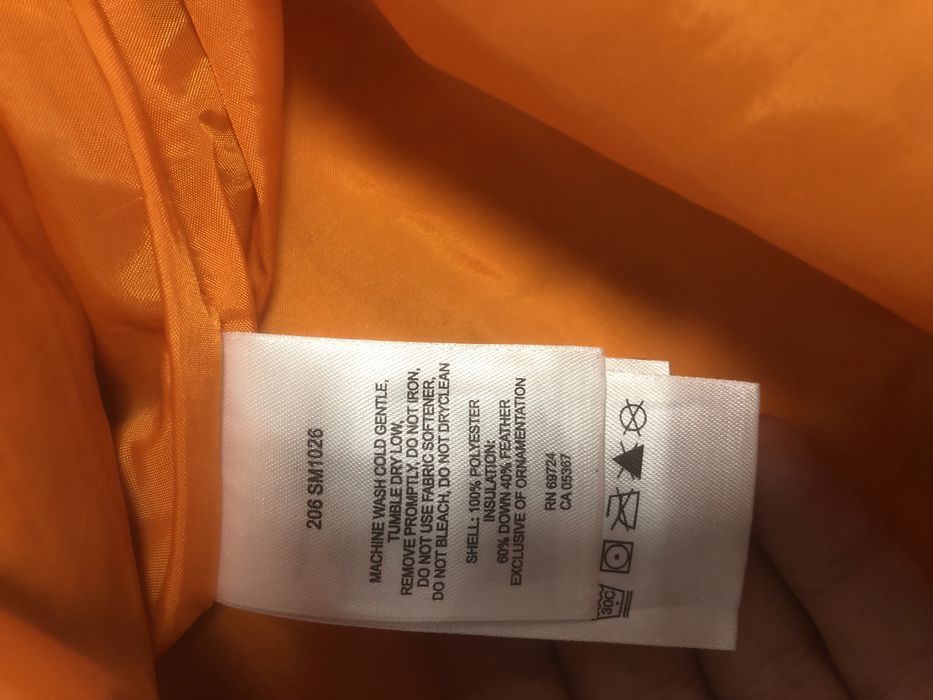 206 SM1026
MACHINE WASH COLD GENTLE,
TUMBLE DRY LOW,
REMOVE PROMPTLY, DO NOT IRON,
DO NOT USE FABRIC SOFTENER,
DO NOT BLEACH, DO NOT DRYCLEAN
SHELL: 100% POLYESTER
INSULATION:
60% DOWN 40% FEATHER
EXCLUSIVE OF ORNAMENTATION
RN 69724
CA 05367
30C